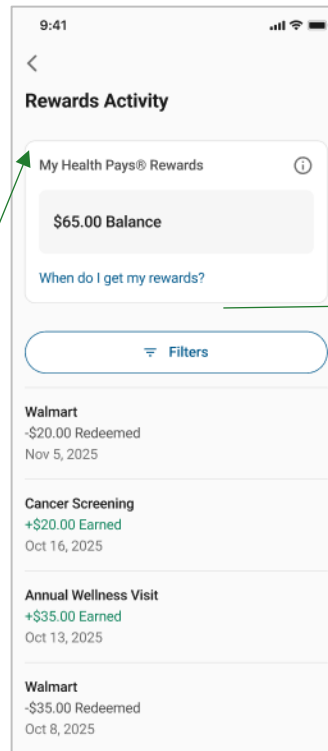 9:41
Rewards Activity
My Health Pays® Rewards
$65.00 Balance
When do I get my rewards?
Filters
Walmart
-$20.00 Redeemed
Nov 5, 2025
Cancer Screening
+$20.00 Earned
Oct 16, 2025
Annual Wellness Visit
+$35.00 Earned
Oct 13, 2025
Walmart
-$35.00 Redeemed
Oct 8, 2025